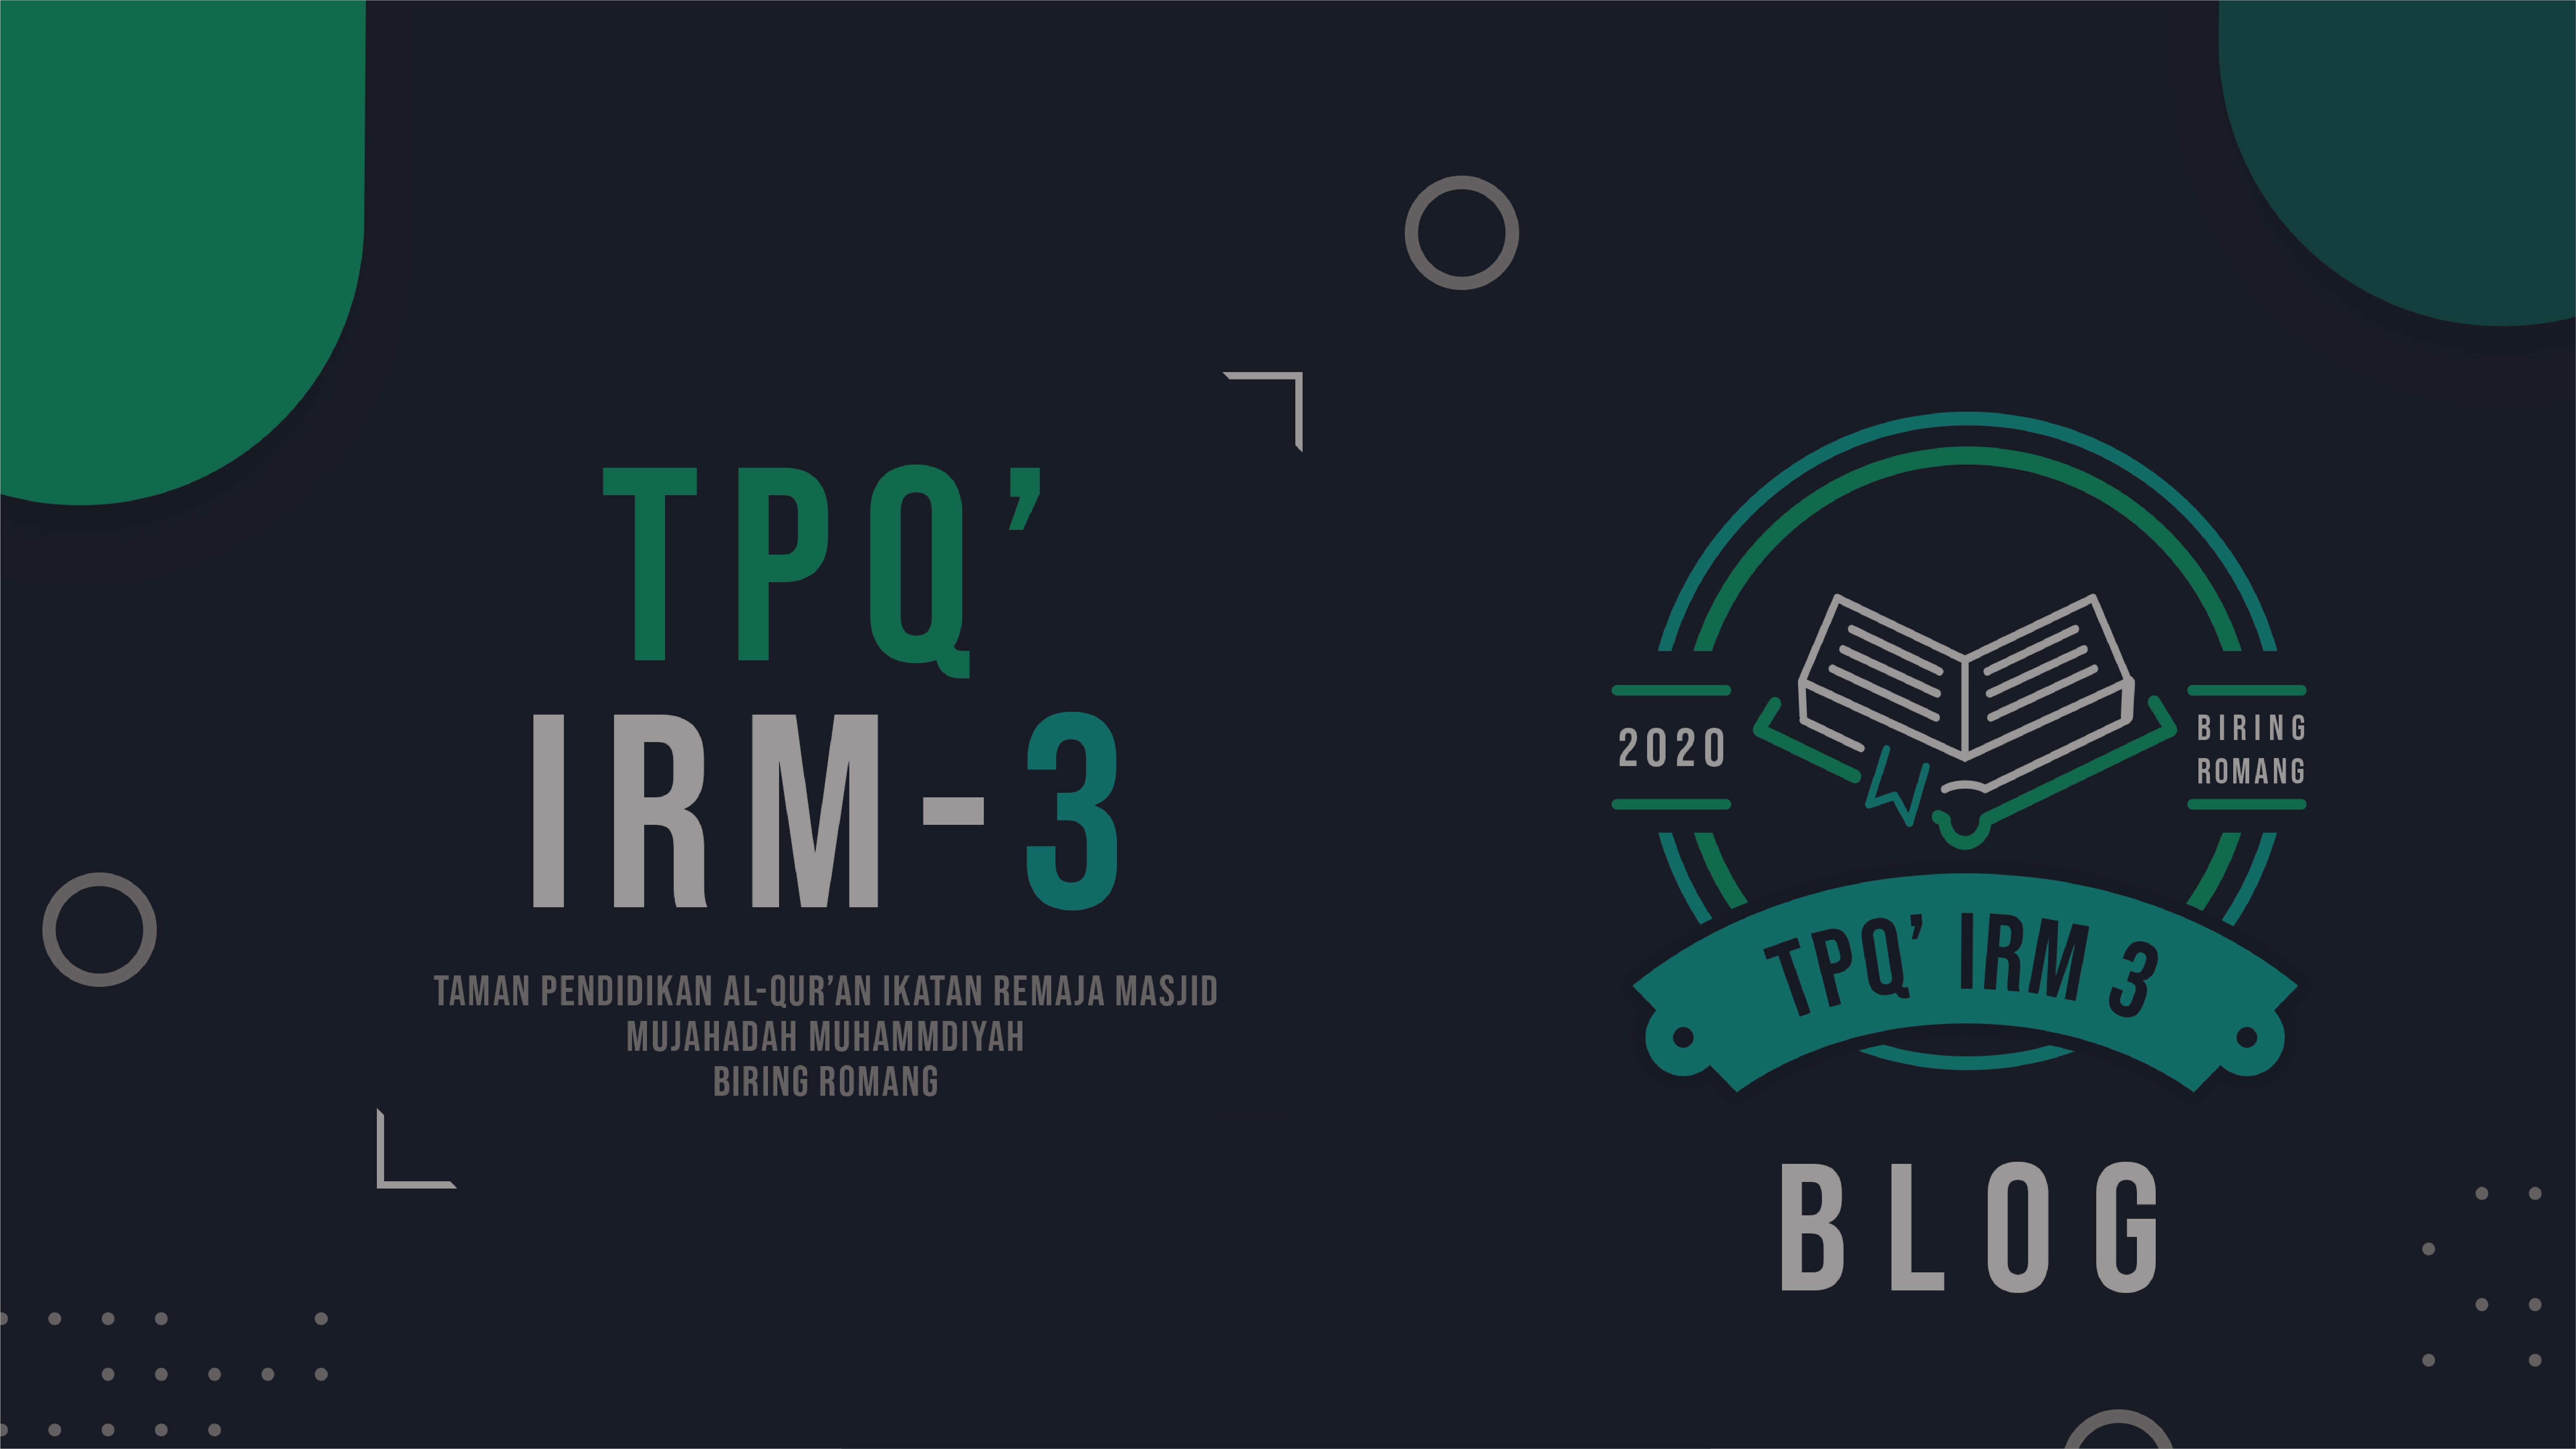 TPQ’
IRM-3
TAMAN PENDIDIKAN AL-QUR’AN IKATAN REMAJA MASJID
MUJAHADAH MUHAMMDIYAH
BIRING ROMANG
2020
BIRING
ROMANG
TPQ’ IRM 3
BLOG